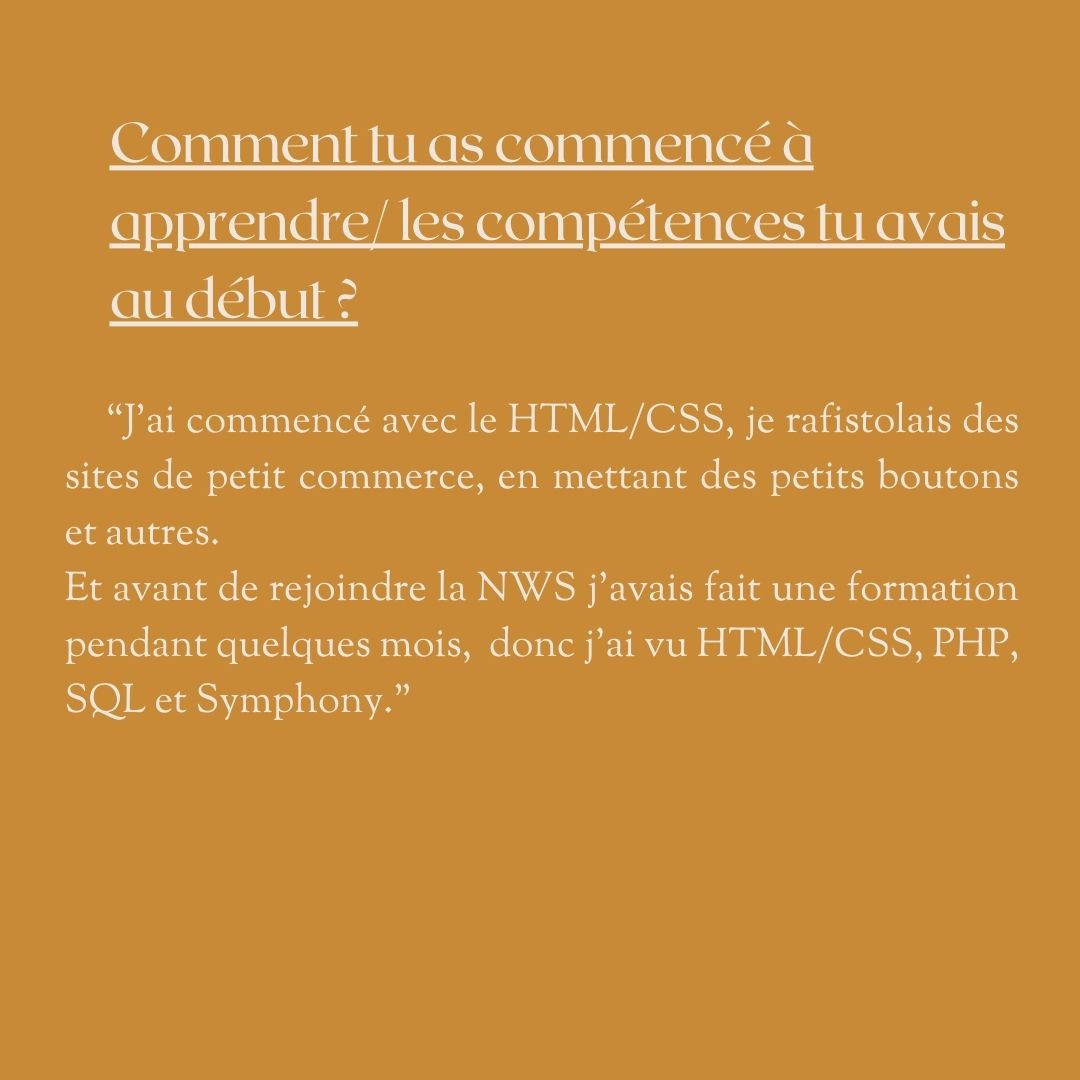 Comment tu as commencé à
apprendre/ les compétences tu avais
au début ?
“J’ai commencé avec le HTML/CSS, je rafistolais des
sites de petit commerce, en mettant des petits boutons
et autres.
Et avant de rejoindre la NWS j’avais fait une formation
pendant quelques mois,  donc j’ai vu HTML/CSS, PHP,
SQL et Symphony.”